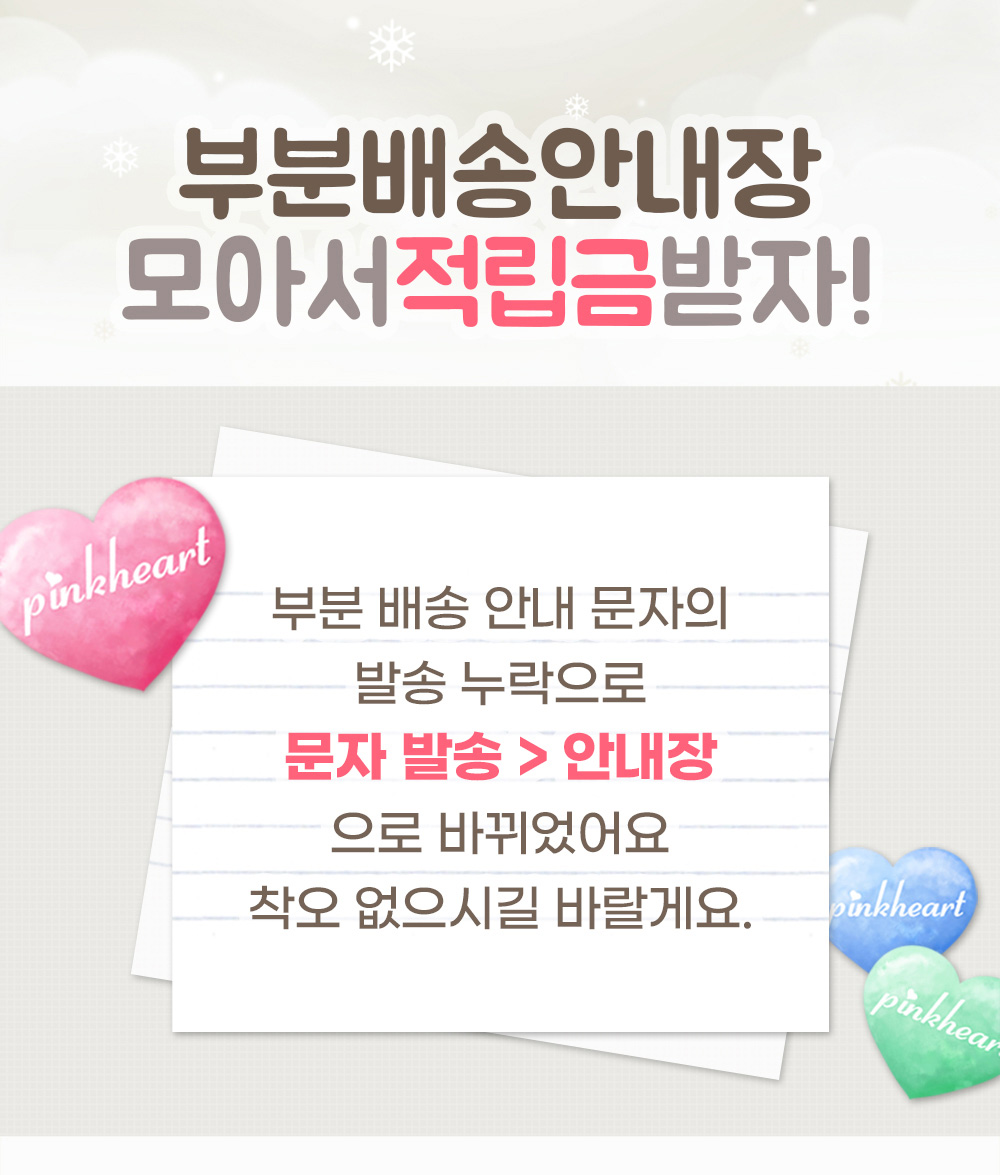 부분배송안내장
모아서적립금받자!
pinkheart
부분 배송 안내 문자의
발송 누락으로
문자 발송 > 안내장
으로 바뀌었어요
착오 없으시길 바랄게요.
pinkheart
pinkhear